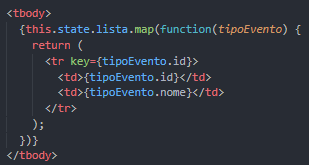 <tbody>
  {this.state.lista.map(function(tipoEvento) {
    return (
      <tr key={tipoEvento.id}>
        <td>{tipoEvento.id}</td>
        <td>{tipoEvento.nome}</td>
      </tr>
    );
  })}
</tbody>